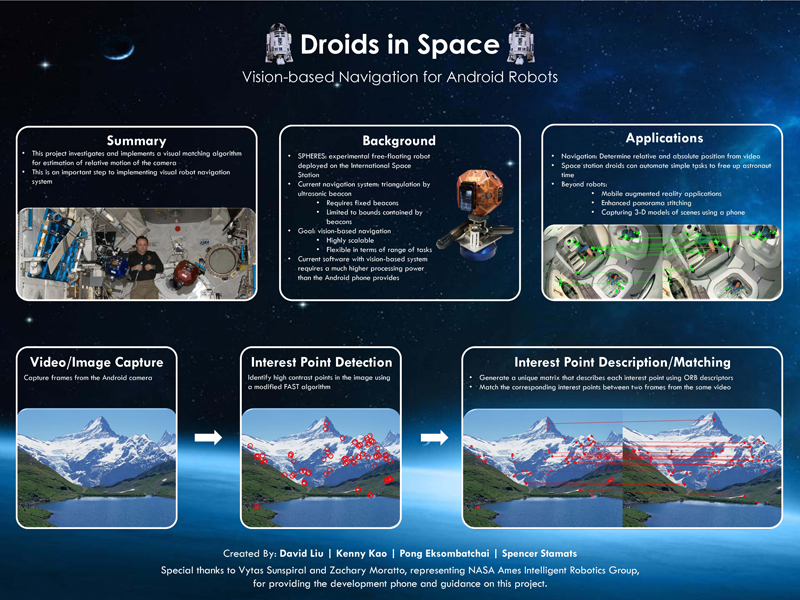 Droids in Space
Vision-based Navigation for Android Robots
Summary
• This project investigates and implements a visual matching algorithm
for estimation of relative motion of the camera
• This is an important step to implementing visual robot navigation
system
Background
• SPHERES: experimental free-floating robot
deployed on the International Space
Station
• Current navigation system: triangulation by
ultrasonic beacon
• Requires fixed beacons
• Limited to bounds contained by
beacons
• Goal: vision-based navigation
• Highly scalable
• Flexible in terms of range of tasks
• Current software with vision-based system
requires a much higher processing power
than the Android phone provides
Applications
• Navigation: Determine relative and absolute position from video
• Space station droids can automate simple tasks to free up astronaut
time
• Beyond robots:
• Mobile augmented reality applications
• Enhanced panorama stitching
• Capturing 3-D models of scenes using a phone
Video/Image Capture
Capture frames from the Android camera
Interest Point Detection
Identify high contrast points in the image using
a modified FAST algorithm
Interest Point Description/Matching
• Generate a unique matrix that describes each interest point using ORB descriptors
• Match the corresponding interest points between two frames from the same video
Created By: David Liu | Kenny Kao | Pong Eksombatchai | Spencer Stamats
Special thanks to Vytas Sunspiral and Zachary Moratto, representing NASA Ames Intelligent Robotics Group,
for providing the development phone and guidance on this project.